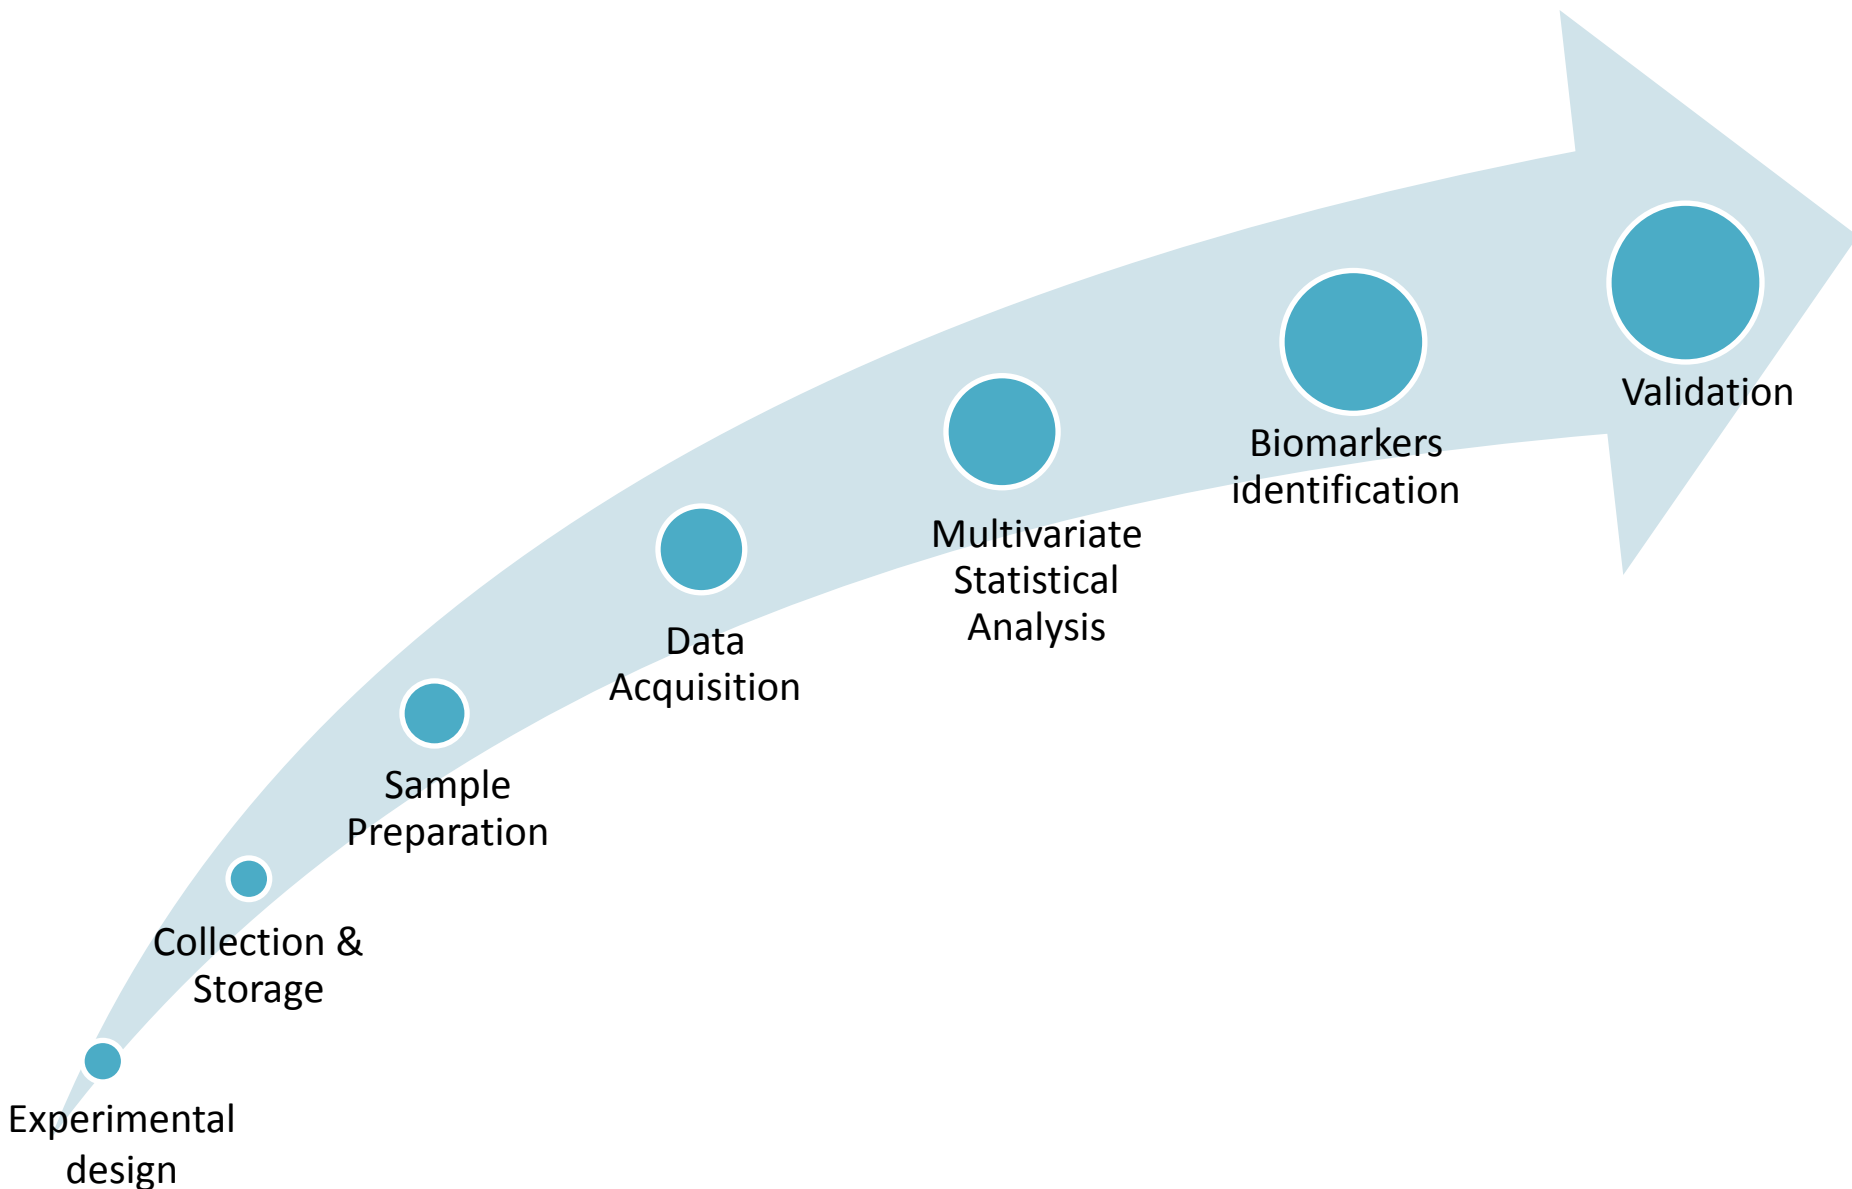 Experimental
design
Collection &
Storage
Sample
Preparation
Data
Acquisition
Multivariate
Statistical
Analysis
Biomarkers
identification
Validation